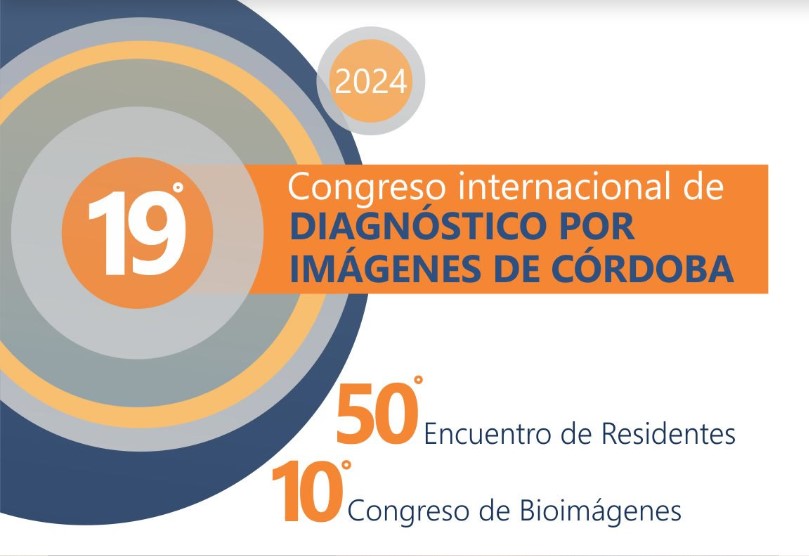 2024
19°
Congreso internacional de
DIAGNÓSTICO POR
IMÁGENES DE CÓRDOBA
50° Encuentro de Residentes
10° Congreso de Bioimágenes